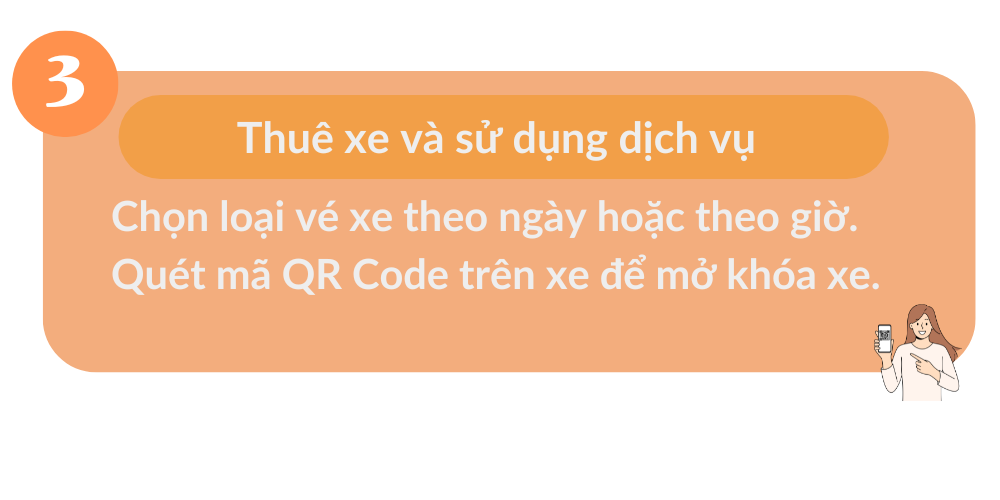 3
Thuê xe và sử dụng dịch vụ
Chọn loại vé xe theo ngày hoặc theo giờ.
Quét mã QR Code trên xe để mở khóa xe.